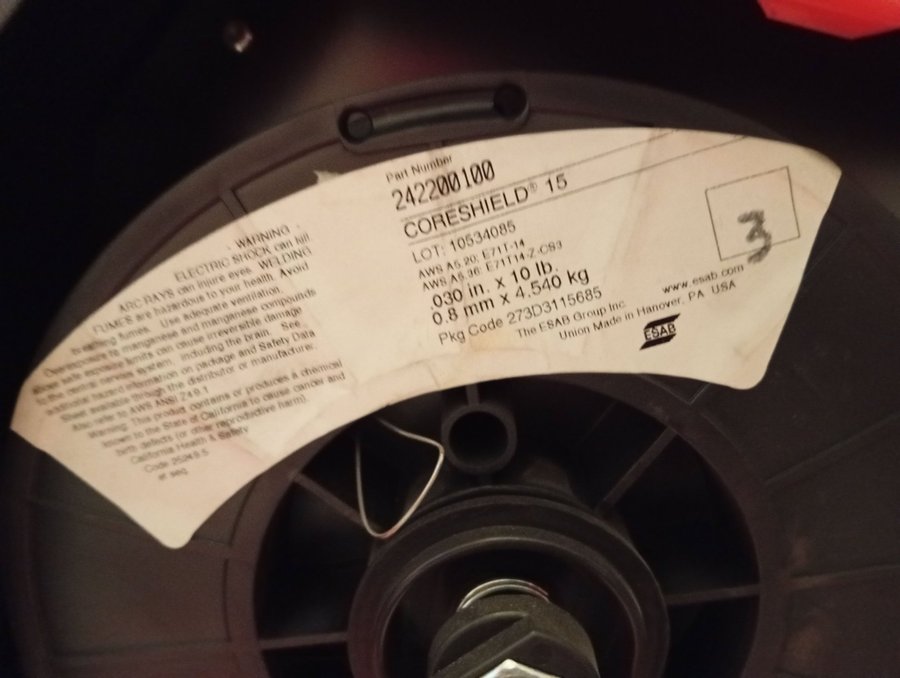 · WARNING ·
ELECTRIC SHOCK can kill.
ARC RAYS can injure eyes. WELDING
FUMES are hazardous to your health. Avoid
breathing fumes. Use adequate ventilation.
Overexposure to manganese and manganese compounds
above safe exposure limits can cause irreversible damage
to the central nervous system, including the brain. See
additional hazard information on package and Safety Data
Sheet available through the distributor or manufacturer.
Also refer to AWS ANSI Z49.1
Warning: This product contains or produces a chemical
known to the State of California to cause cancer and
birth defects (or other reproductive harm).
California Health & Safety
Code 25249.5
et seq.
Part Number
242200100
CORESHIELD® 15
LOT: 10534085
AWS A5.20: E71T-14
AWS A5.36: E71T14-Z-CS3
.030 in. x 10 lb.
0.8 mm x 4.540 kg
Pkg Code 273D3115685
The ESAB Group Inc.
www.esab.com
Union Made in Hanover, PA USA
ESAB
3